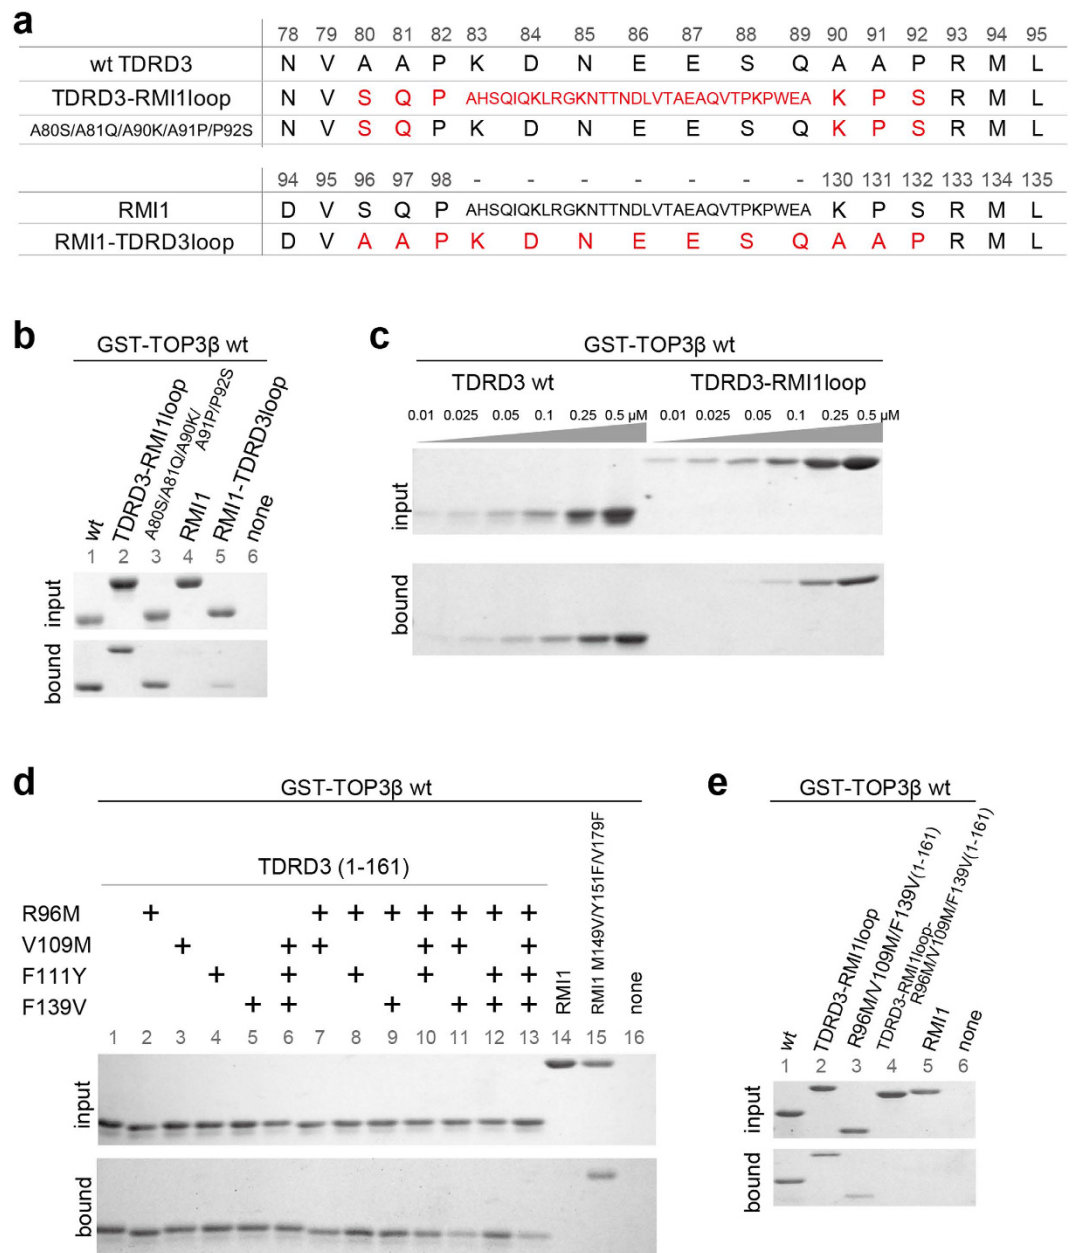 a
78 79 80 81 82 83 84 85 86 87 88 89 90 91 92 93 94 95
wt TDRD3 N V A A P K D N E E S Q A A P R M L
TDRD3-RMI1loop N V S Q P AHSQIQKLRGKNTTNDLVTAEAQVTPKPWEA K P S R M L
A80S/A81Q/A90K/A91P/P92S N V S Q P K D N E E S Q K P S R M L
94 95 96 97 98 - - - - - - - 130 131 132 133 134 135
RMI1 D V S Q P AHSQIQKLRGKNTTNDLVTAEAQVTPKPWEA K P S R M L
RMI1-TDRD3loop D V A A P K D N E E S Q A A P R M L
b
GST-TOP3β wt
wt
TDRD3-RMI1loop
A80S/A81Q/A90K/
A91P/P92S
RMI1
RMI1-TDRD3loop
none
1 2 3 4 5 6
input
bound
c
GST-TOP3β wt
TDRD3 wt TDRD3-RMI1loop
0.01 0.025 0.05 0.1 0.25 0.5 µM 0.01 0.025 0.05 0.1 0.25 0.5 µM
input
bound
d
GST-TOP3β wt
TDRD3 (1-161)
R96M + + + + + + + +
V109M + + + + + +
F111Y + + + + + +
F139V + + + + + +
RMI1
RMI1 M149V/Y151F/V179F
none
1 2 3 4 5 6 7 8 9 10 11 12 13 14 15 16
input
bound
e
GST-TOP3β wt
wt
TDRD3-RMI1loop
R96M/V109M/F139V(1-161)
TDRD3-RMI1loop-
R96M/V109M/F139V(1-161)
RMI1
none
1 2 3 4 5 6
input
bound